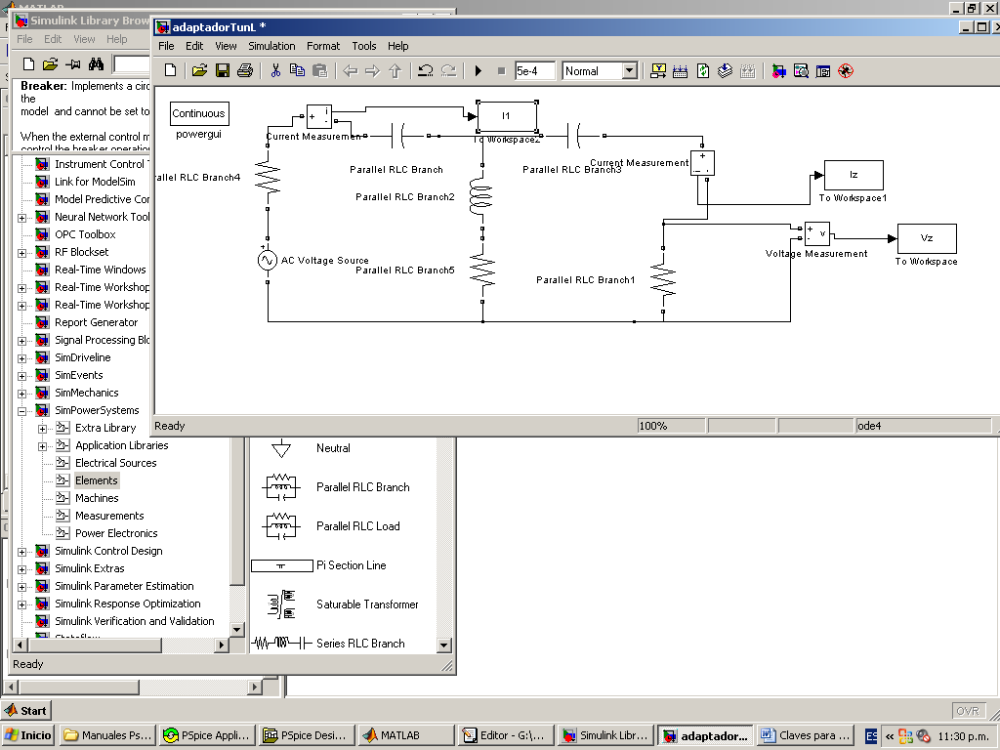 MATLAB
Simulink Library Brow
File Edit View Help
Breaker: Implements a circ
the
model and cannot be set to
When the external control m
control the breaker operation
Instrument Control T
Link for ModelSim
Model Predictive Cor
Neural Network Tool
OPC Toolbox
RF Blockset
Real-Time Windows
Real-Time Workshop
Real-Time Workshop
Report Generator
Signal Processing Blo
SimDriveline
SimEvents
SimMechanics
SimPowerSystems
Extra Library
Application Libraries
Electrical Sources
Elements
Machines
Measurements
Power Electronics
Simulink Control Design
Simulink Extras
Simulink Parameter Estimation
Simulink Response Optimization
Simulink Verification and Validation
Stateflow
Neutral
Parallel RLC Branch
Parallel RLC Load
Pi Section Line
Saturable Transformer
Series RLC Branch
Ready
adaptadorTunL *
File Edit View Simulation Format Tools Help
5e-4
Normal
Continuous
powergui
+ i -
Current Measurement
I1
To Workspace2
Parallel RLC Branch
Parallel RLC Branch3
Current Measurement
+ - i
Iz
To Workspace1
arallel RLC Branch4
Parallel RLC Branch2
+ - v
Voltage Measurement
Vz
To Workspace
+
AC Voltage Source
Parallel RLC Branch5
Parallel RLC Branch1
Ready
100%
ode4
Start
OVR
Inicio
Manuales Ps...
PSpice Appli...
PSpice Desi...
MATLAB
Editor - G:\...
Simulink Libr...
adaptador...
Claves para ...
ES
«
11:30 p.m.